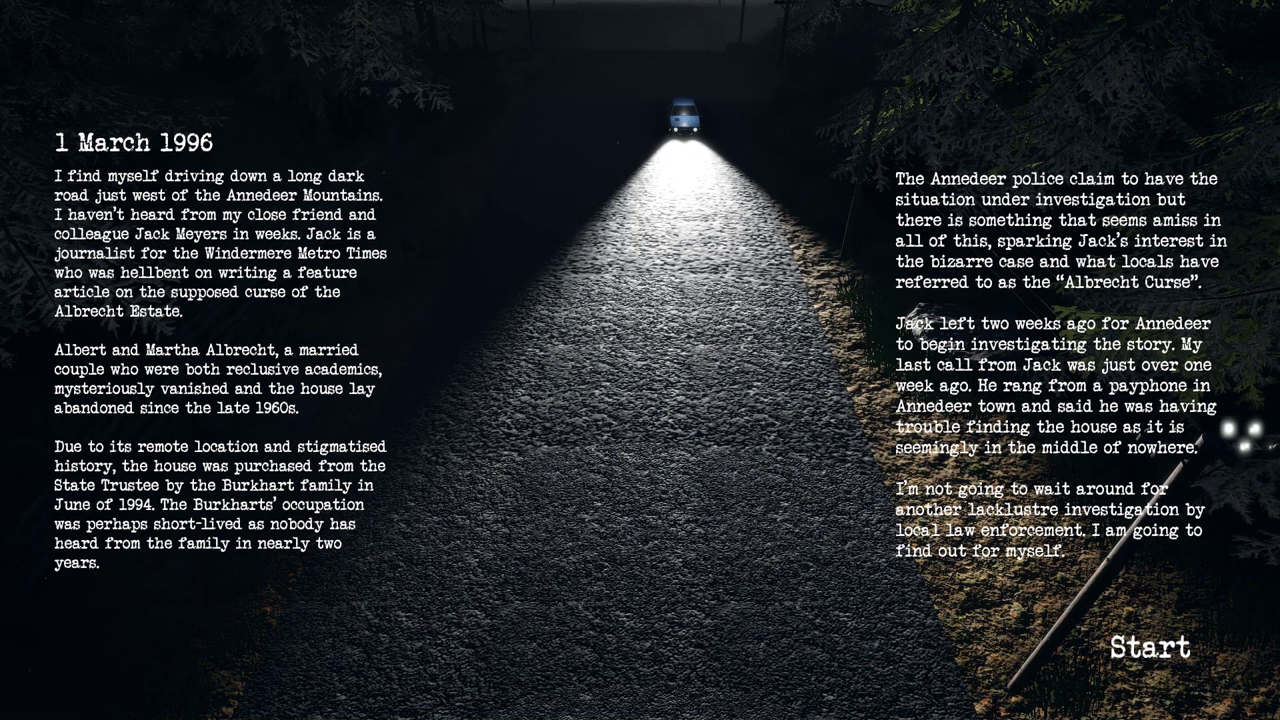 1 March 1996
I find myself driving down a long dark
road just west of the Annedeer Mountains.
I haven't heard from my close friend and
colleague Jack Meyers in weeks. Jack is a
journalist for the Windermere Metro Times
who was hellbent on writing a feature
article on the supposed curse of the
Albrecht Estate.
Albert and Martha Albrecht, a married
couple who were both reclusive academics,
mysteriously vanished and the house lay
abandoned since the late 1960s.
Due to its remote location and stigmatised
history, the house was purchased from the
State Trustee by the Burkhart family in
June of 1994. The Burkharts' occupation
was perhaps short-lived as nobody has
heard from the family in nearly two
years.
The Annedeer police claim to have the
situation under investigation but
there is something that seems amiss in
all of this, sparking Jack's interest in
the bizarre case and what locals have
referred to as the “Albrecht Curse”.
Jack left two weeks ago for Annedeer
to begin investigating the story. My
last call from Jack was just over one
week ago. He rang from a payphone in
Annedeer town and said he was having
trouble finding the house as it is
seemingly in the middle of nowhere.
I'm not going to wait around for
another lacklustre investigation by
local law enforcement. I am going to
find out for myself.
Start